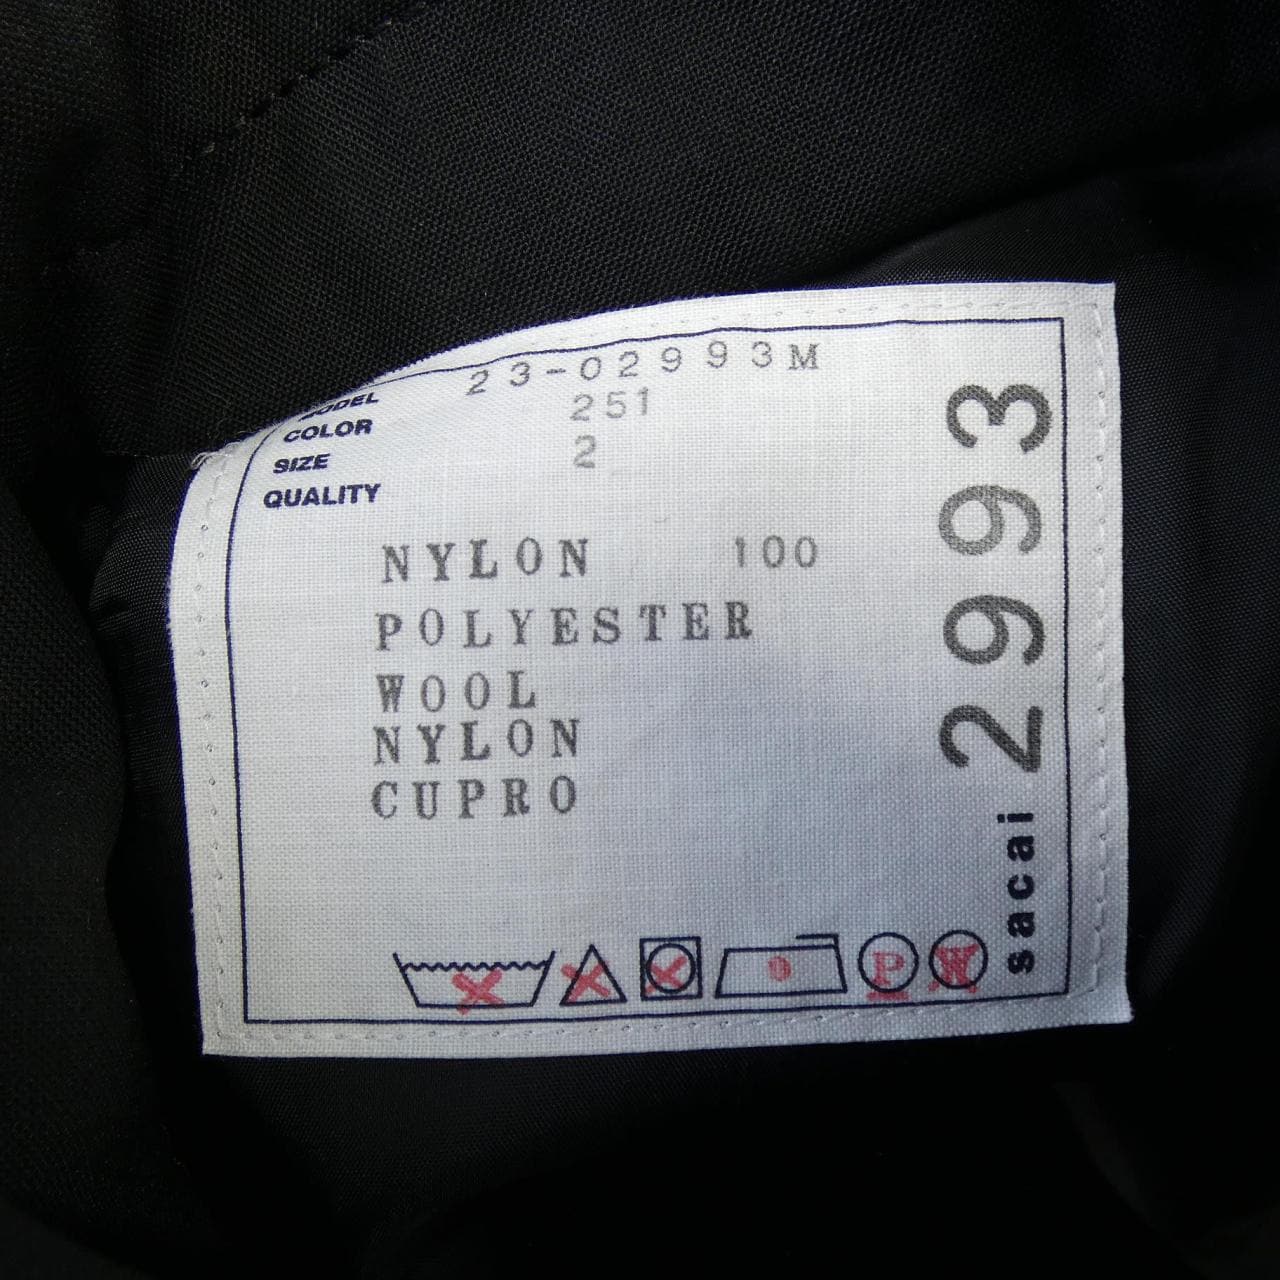 MODEL 23-02993M
COLOR 251
SIZE 2
QUALITY
NYLON 100
POLYESTER
WOOL
NYLON
CUPRO
P W
sacai 2993